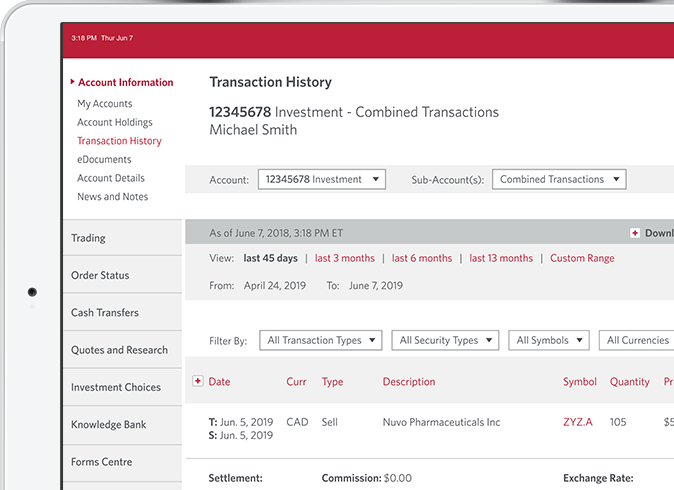 3:18 PM Thur Jun 7
Account Information
My Accounts
Account Holdings
Transaction History
eDocuments
Account Details
News and Notes
Trading
Order Status
Cash Transfers
Quotes and Research
Investment Choices
Knowledge Bank
Forms Centre
Transaction History
12345678 Investment - Combined Transactions
Michael Smith
Account: 12345678 Investment Sub-Account(s): Combined Transactions
As of June 7, 2018, 3:18 PM ET + Downl
View: last 45 days | last 3 months | last 6 months | last 13 months | Custom Range
From: April 24, 2019 To: June 7, 2019
Filter By: All Transaction Types All Security Types All Symbols All Currencies
+ Date Curr Type Description Symbol Quantity Pr
T: Jun. 5, 2019 CAD Sell Nuvo Pharmaceuticals Inc ZYZ.A 105 $5
S: Jun. 5, 2019
Settlement: Commission: $0.00 Exchange Rate: